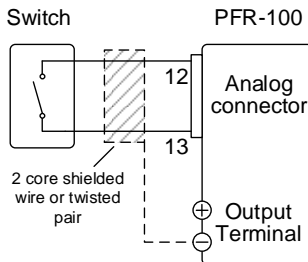 Switch
PFR-100
12
Analog
connector
13
2 core shielded
wire or twisted
pair
+
Output
Terminal
-